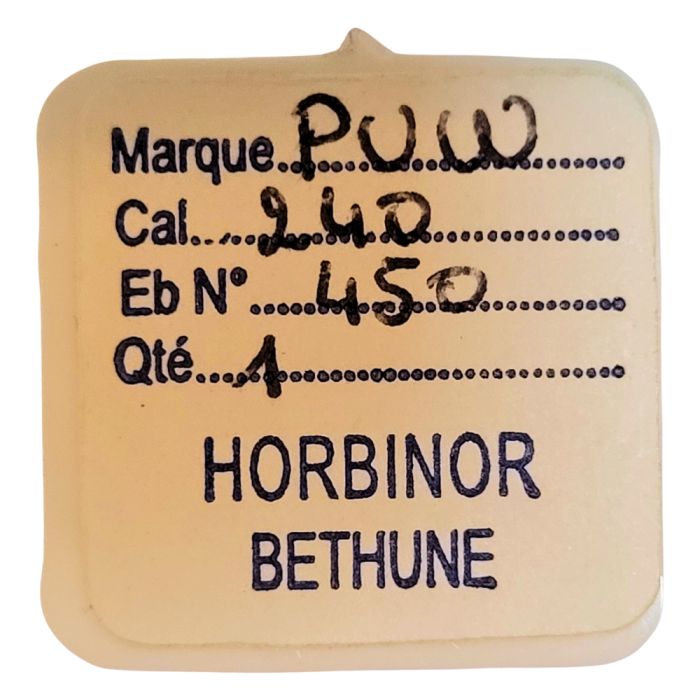 Marque PUW
Cal. 240
Eb N° 450
Qté 1
HORBINOR
BETHUNE